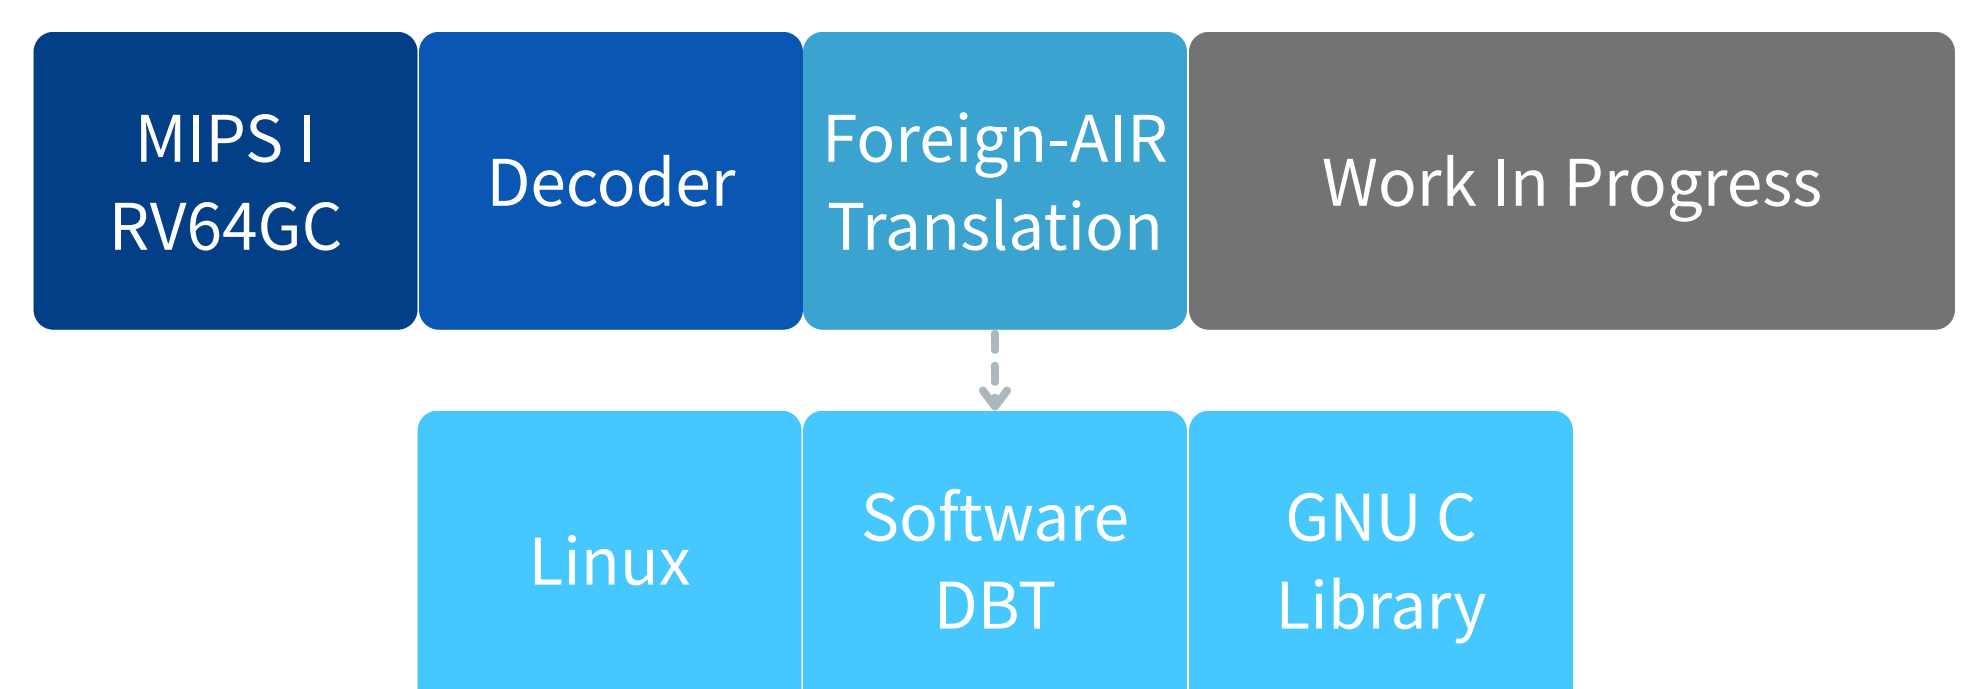 MIPS I
RV64GC
Decoder
Foreign-AIR
Translation
Work In Progress
Linux
Software
DBT
GNU C
Library